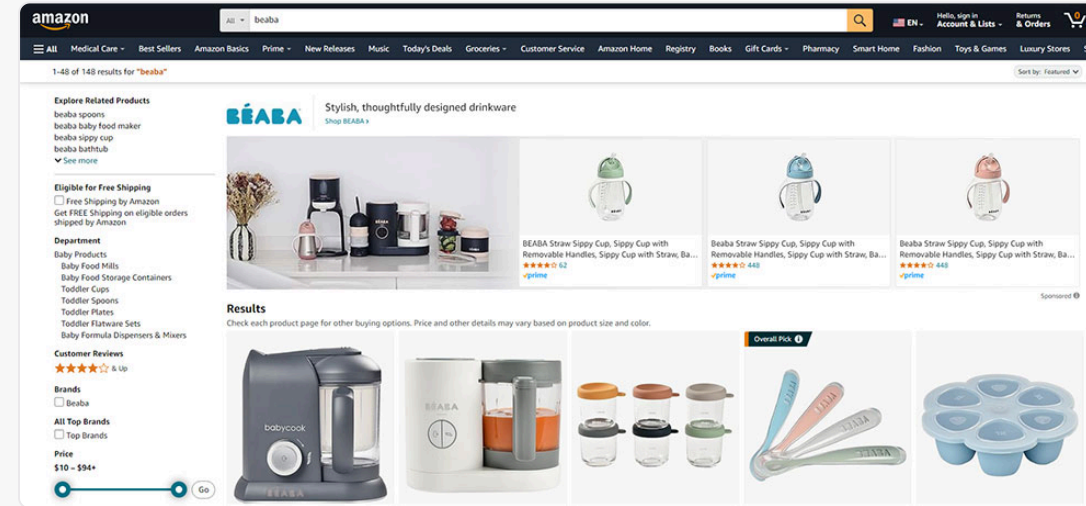 amazon
All
beaba
EN
Hello, sign in
Account & Lists
Returns
& Orders
0
All
Medical Care
Best Sellers
Amazon Basics
Prime
New Releases
Music
Today's Deals
Groceries
Customer Service
Amazon Home
Registry
Books
Gift Cards
Pharmacy
Smart Home
Fashion
Toys & Games
Luxury Stores
1-48 of 148 results for "beaba"
Sort by: Featured
Explore Related Products
beaba spoons
beaba baby food maker
beaba sippy cup
beaba bathtub
See more
Eligible for Free Shipping
Free Shipping by Amazon
Get FREE Shipping on eligible orders
shipped by Amazon
Department
Baby Products
Baby Food Mills
Baby Food Storage Containers
Toddler Cups
Toddler Spoons
Toddler Plates
Toddler Flatware Sets
Baby Formula Dispensers & Mixers
Customer Reviews
& Up
Brands
Beaba
All Top Brands
Top Brands
Price
$10 – $94+
Go
BÉABA
Stylish, thoughtfully designed drinkware
Shop BEABA ›
BEABA Straw Sippy Cup, Sippy Cup with
Removable Handles, Sippy Cup with Straw, Ba...
62
prime
Beaba Straw Sippy Cup, Sippy Cup with
Removable Handles, Sippy Cup with Straw, Ba...
448
prime
Beaba Straw Sippy Cup, Sippy Cup with
Removable Handles, Sippy Cup with Straw, Ba...
448
prime
Sponsored
Results
Check each product page for other buying options. Price and other details may vary based on product size and color.
babycook
BÉABA
BÉABA
Overall Pick